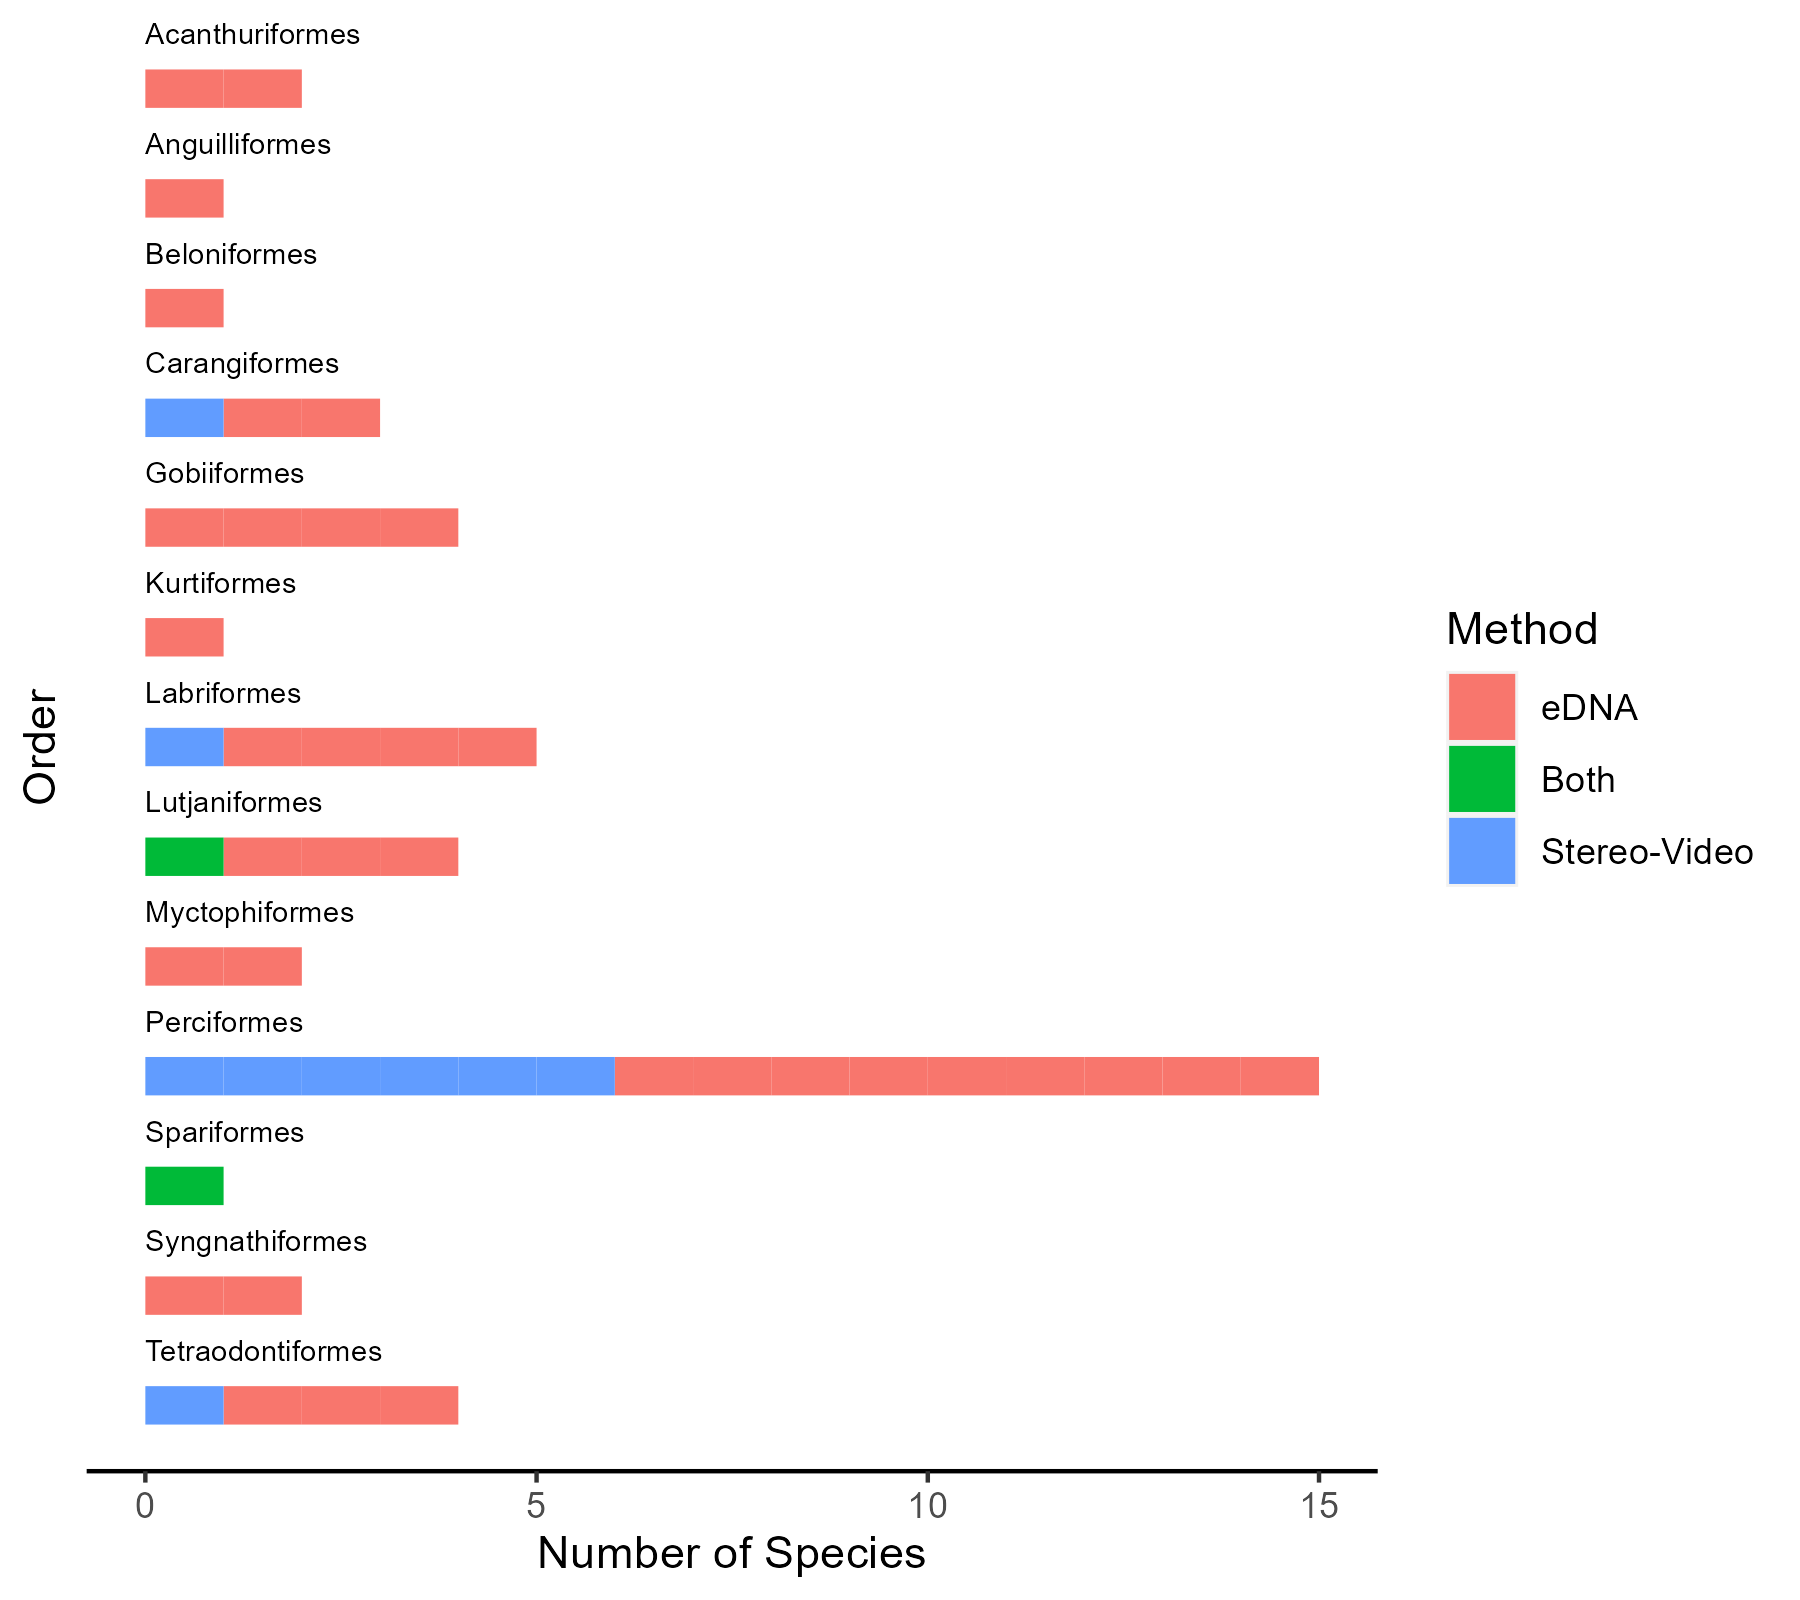 Acanthuriformes
Anguilliformes
Beloniformes
Carangiformes
Gobiiformes
Kurtiformes
Labriformes
Lutjaniformes
Myctophiformes
Perciformes
Spariformes
Syngnathiformes
Tetraodontiformes
Order
0 5 10 15
Number of Species
Method
eDNA
Both
Stereo-Video